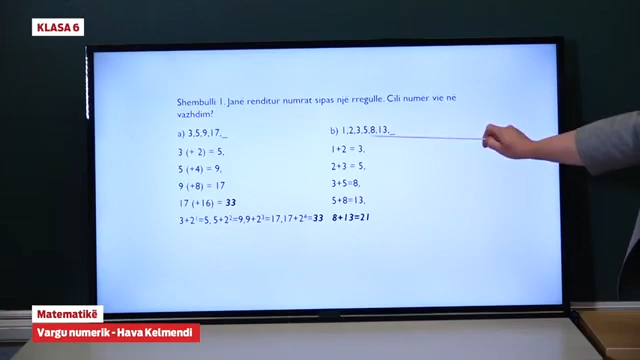 KLASA 6
Shembulli 1. Janë renditur numrat sipas një rregulle. Cili numër vie në
vazhdim?
a) 3,5,9,17,_
3 (+ 2) = 5,
5 (+4) = 9,
9 (+8) = 17
17 (+16) = 33
3+2¹=5, 5+2²=9,9+2³=17,17+2⁴=33
b) 1,2,3,5,8,13,_
1+2 = 3,
2+3 = 5,
3+5=8,
5+8=13,
8+13=21
Matematikë
Vargu numerik - Hava Kelmendi